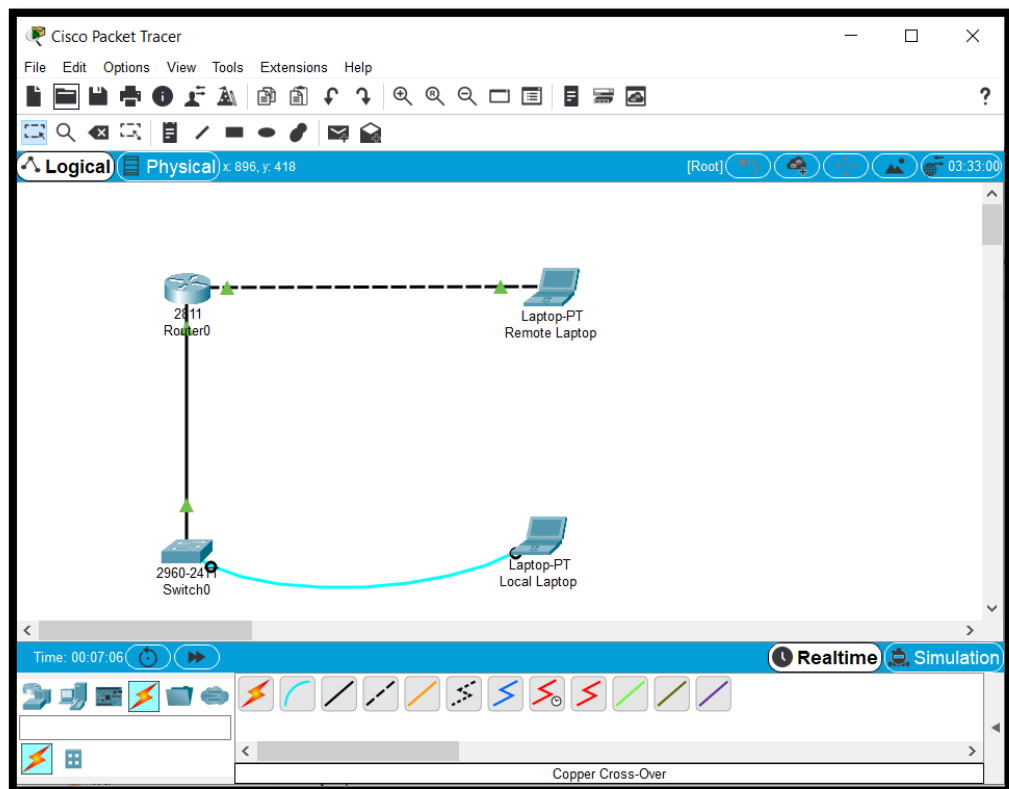 Cisco Packet Tracer
File Edit Options View Tools Extensions Help
?
Logical Physical x: 896, y: 418 [Root] 03:33:00
2811
Router0
Laptop-PT
Remote Laptop
2960-24TT
Switch0
Laptop-PT
Local Laptop
Time: 00:07:06 Realtime Simulation
Copper Cross-Over